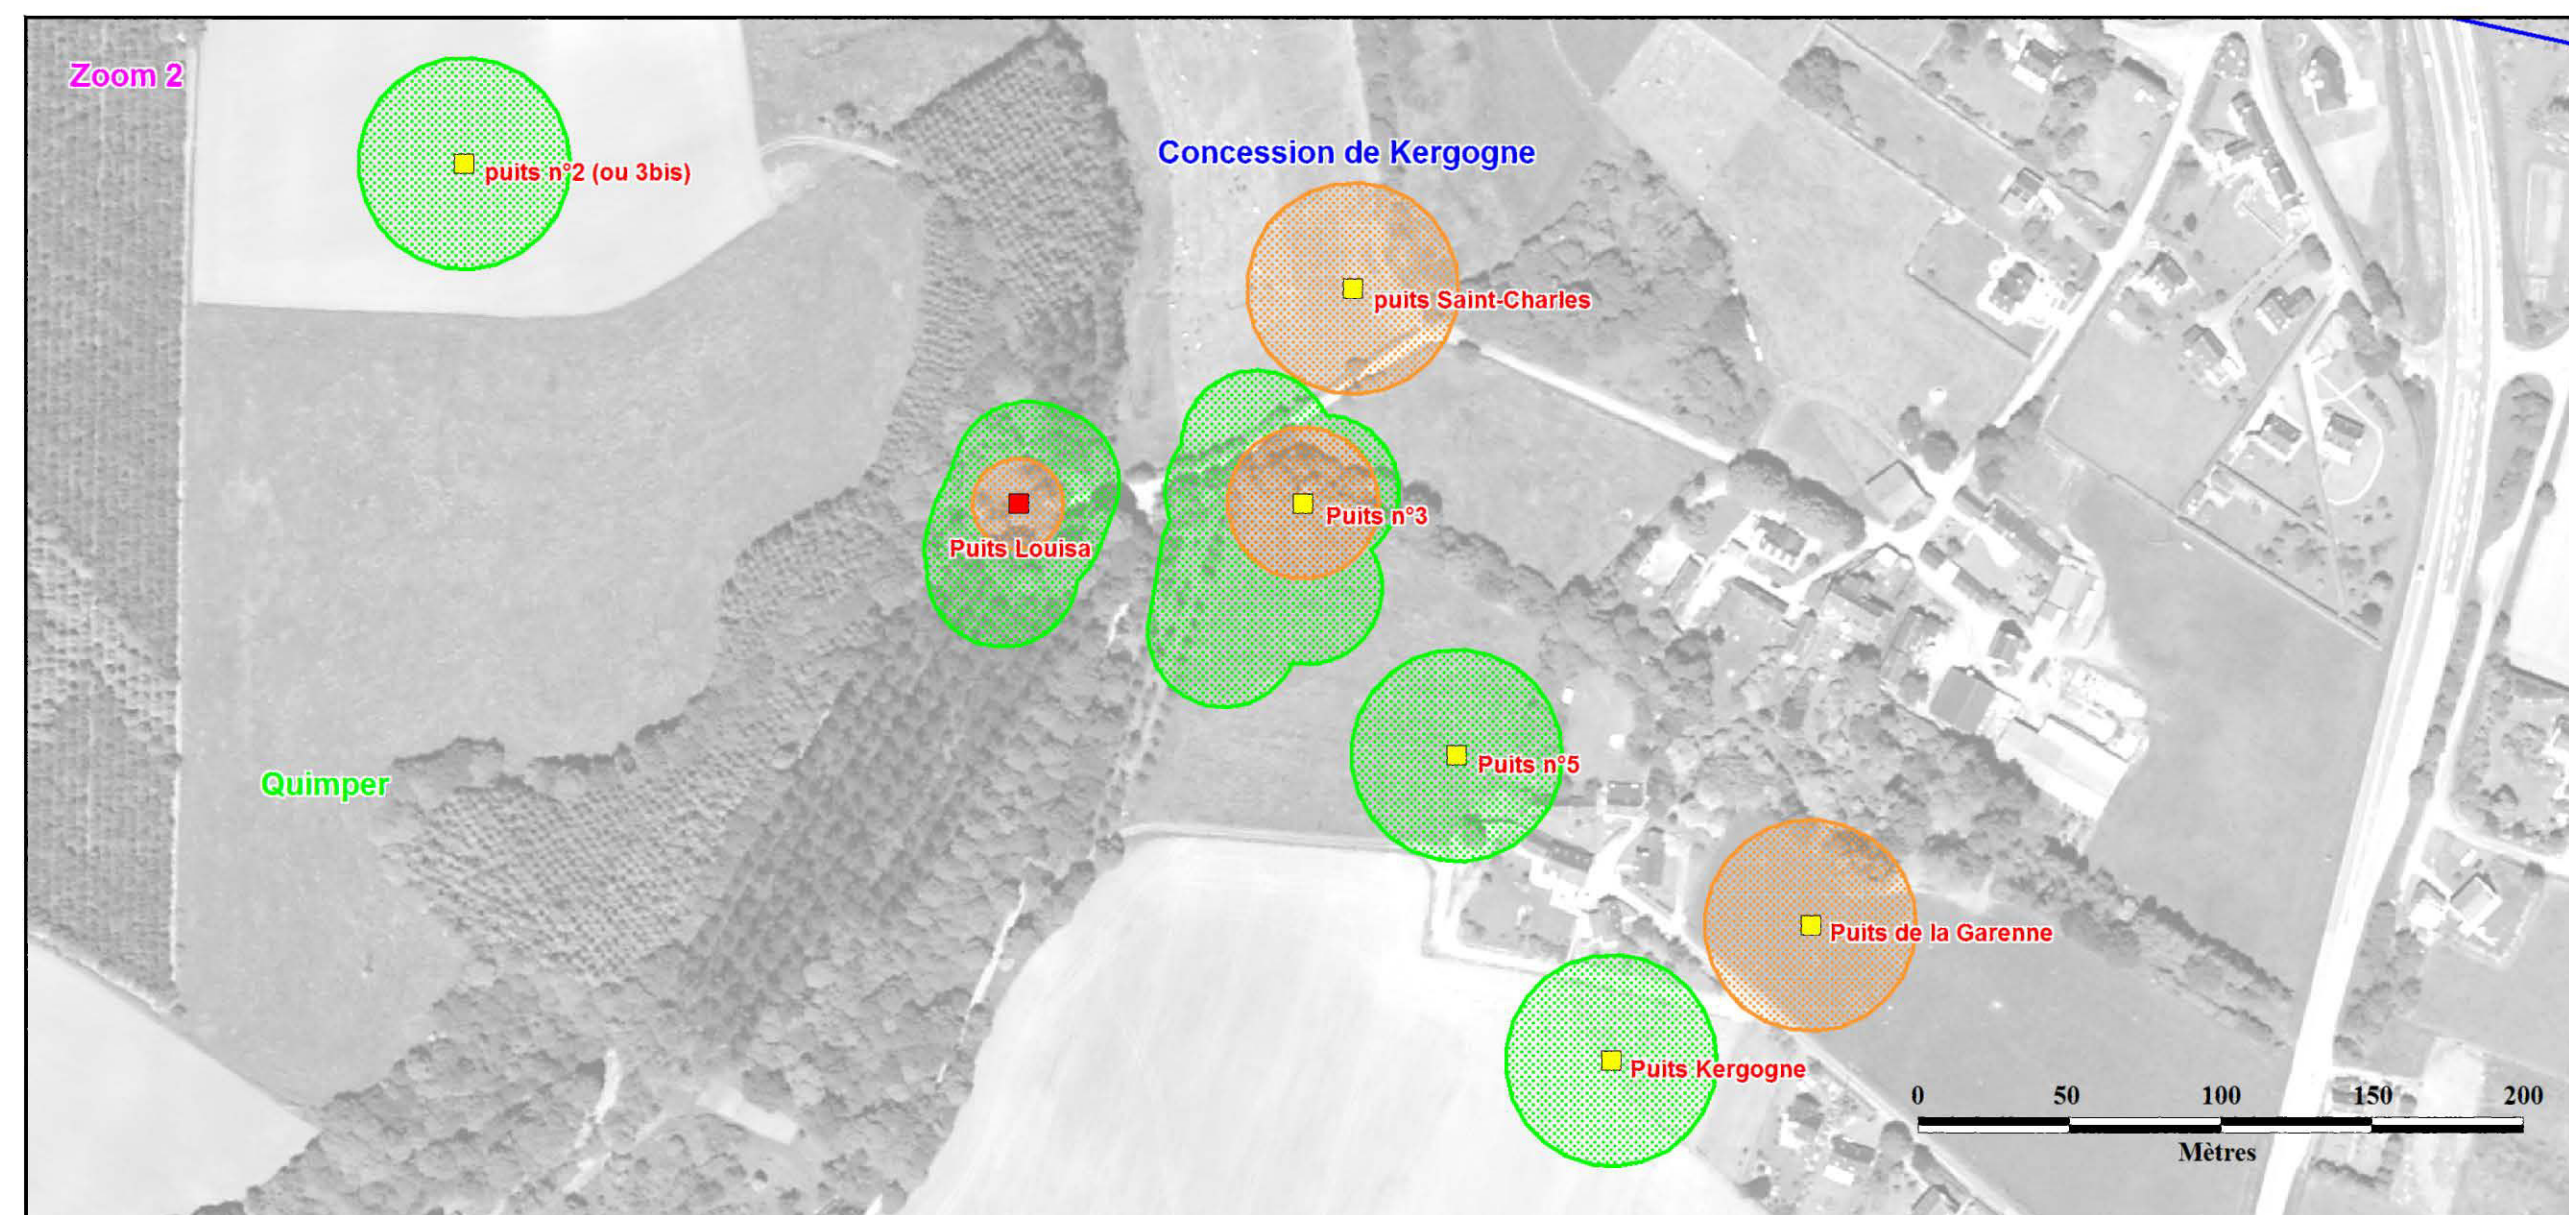 Zoom 2
Concession de Kergogne
puits n°2 (ou 3bis)
puits Saint-Charles
Puits n°3
Puits Louisa
Puits n°5
Quimper
Puits de la Garenne
Puits Kergogne
0 50 100 150 200
Mètres